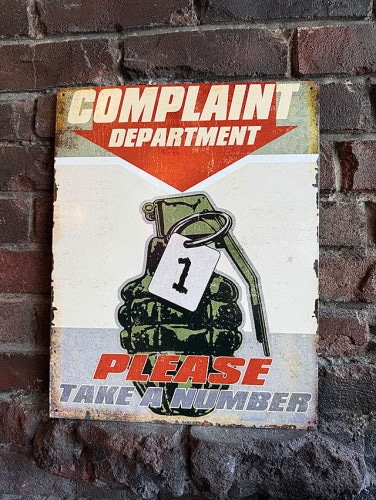 COMPLAINT
DEPARTMENT
1
PLEASE
TAKE A NUMBER